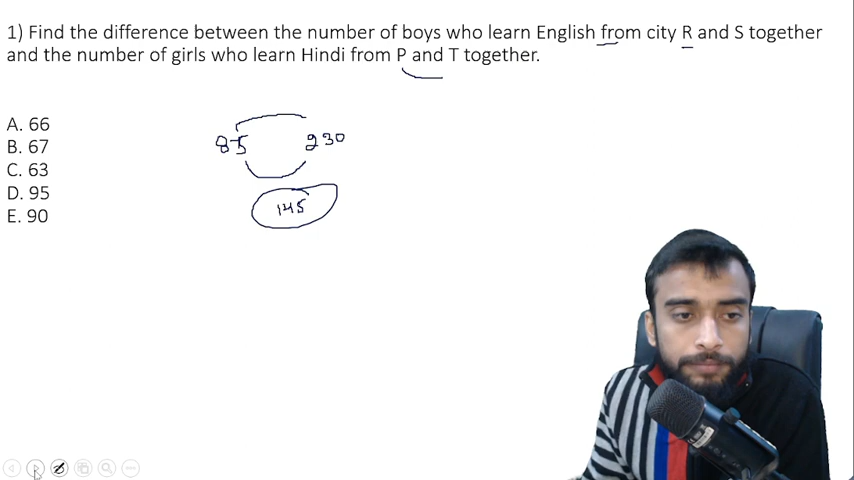 1) Find the difference between the number of boys who learn English from city R and S together
and the number of girls who learn Hindi from P and T together.
A. 66
B. 67
C. 63
D. 95
E. 90
85 230
145